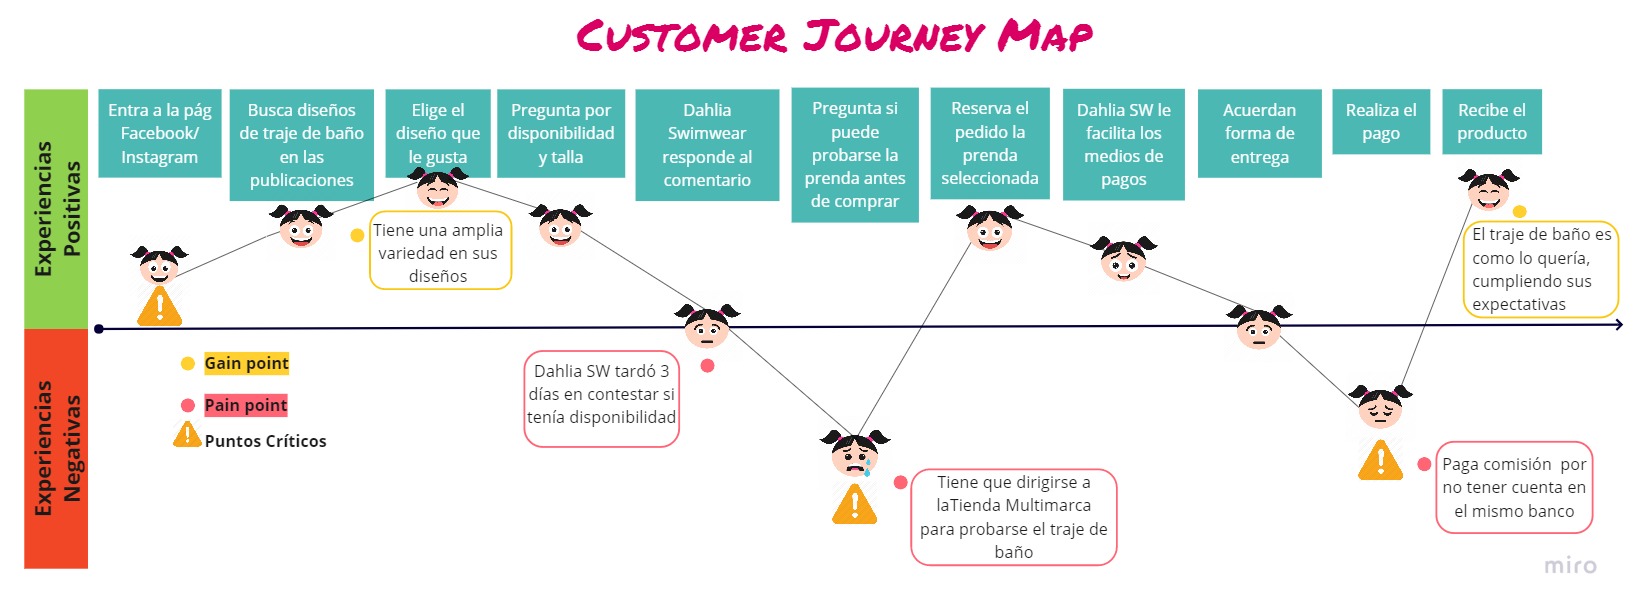 CUSTOMER JOURNEY MAP
Experiencias
Positivas
Entra a la pág
Facebook/
Instagram
Busca diseños
de traje de baño
en las
publicaciones
Elige el
diseño que
le gusta
Pregunta por
disponibilidad
y talla
Dahlia
Swimwear
responde al
comentario
Pregunta si
puede
probarse la
prenda antes
de comprar
Reserva el
pedido la
prenda
seleccionada
Dahlia SW le
facilita los
medios de
pagos
Acuerdan
forma de
entrega
Realiza el
pago
Recibe el
producto
Tiene una amplia
variedad en sus
diseños
El traje de baño es
como lo quería,
cumpliendo sus
expectativas
Experiencias
Negativas
Gain point
Pain point
Puntos Críticos
Dahlia SW tardó 3
días en contestar si
tenía disponibilidad
Tiene que dirigirse a
laTienda Multimarca
para probarse el traje de
baño
Paga comisión por
no tener cuenta en
el mismo banco
miro